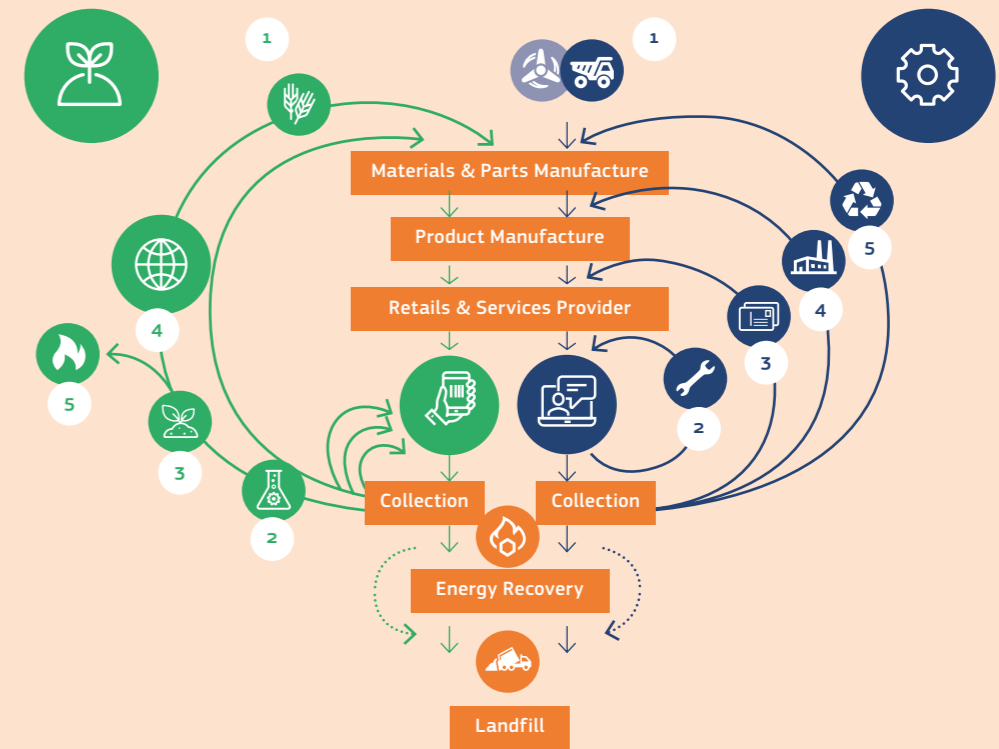 1
1
Materials & Parts Manufacture
5
Product Manufacture
4
4
Retails & Services Provider
3
5
2
3
Collection
Collection
2
Energy Recovery
Landfill